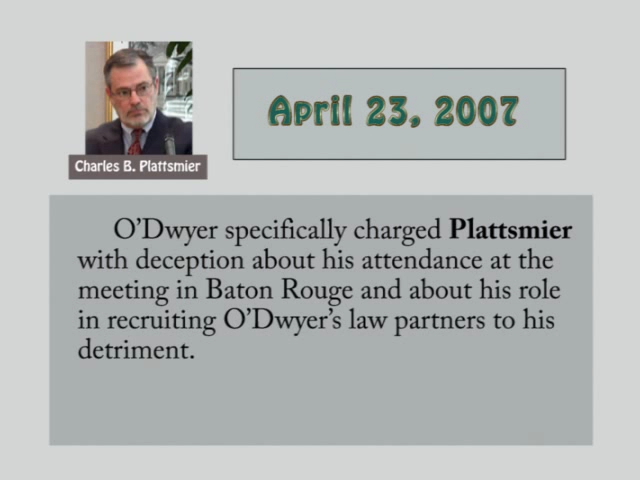 April 23, 2007
Charles B. Plattsmier
O'Dwyer specifically charged Plattsmier
with deception about his attendance at the
meeting in Baton Rouge and about his role
in recruiting O'Dwyer's law partners to his
detriment.